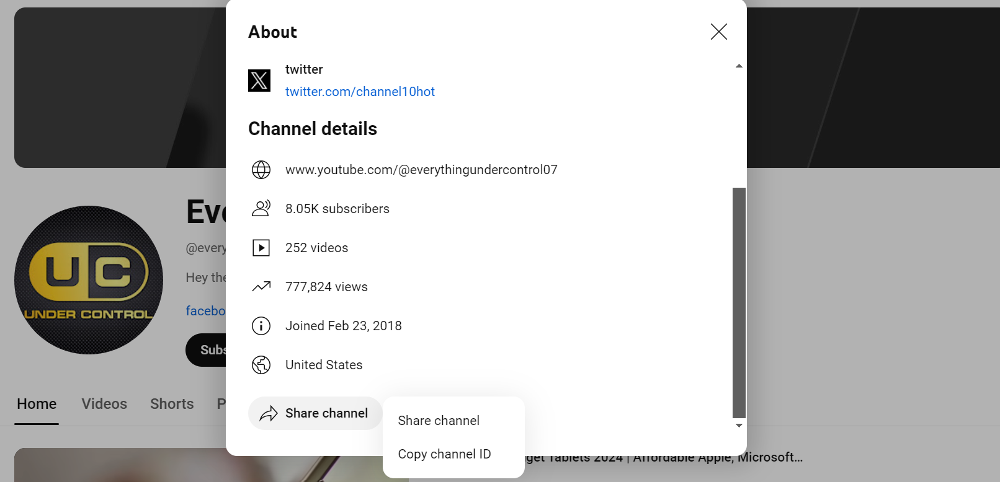 About
twitter
twitter.com/channel10hot
Channel details
www.youtube.com/@everythingundercontrol07
8.05K subscribers
252 videos
777,824 views
Joined Feb 23, 2018
United States
Share channel
Share channel
Copy channel ID
UC
UNDER CONTROL
@every
Hey the
facebo
Subs
Home
Videos
Shorts
P
get Tablets 2024 | Affordable Apple, Microsoft...